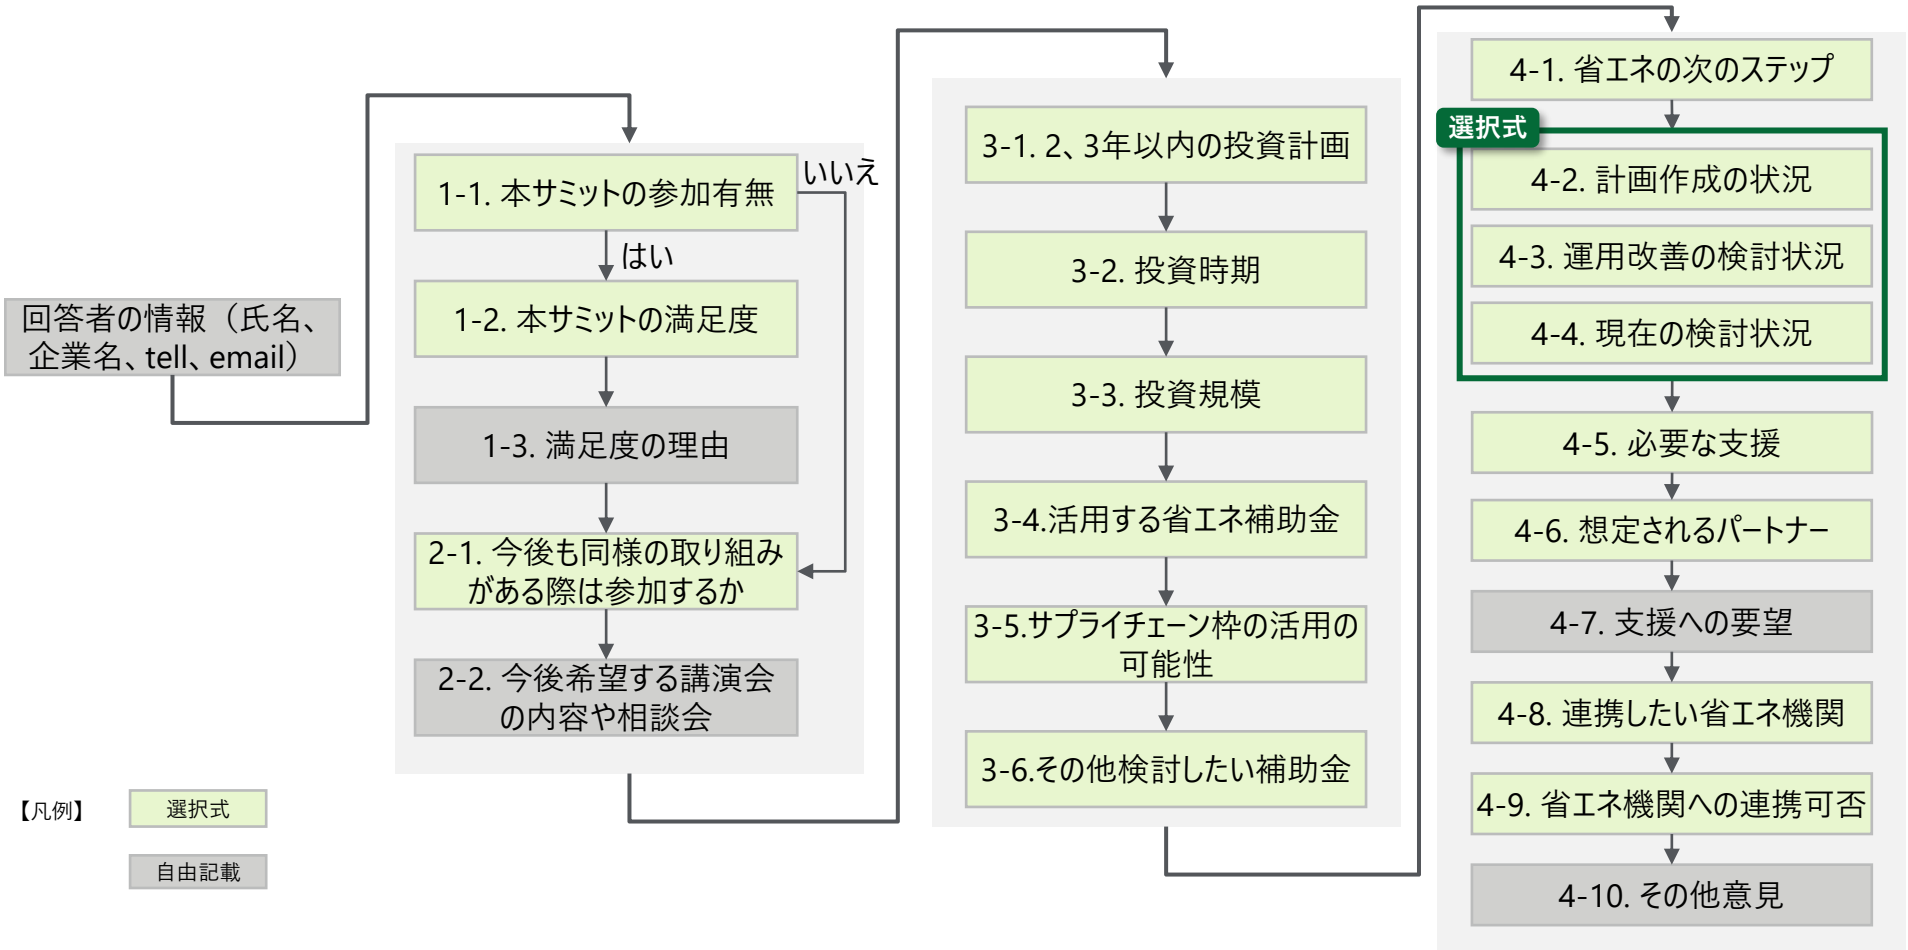 回答者の情報（氏名、
企業名、tell、email）
1-1. 本サミットの参加有無
いいえ
はい
1-2. 本サミットの満足度
1-3. 満足度の理由
2-1. 今後も同様の取り組み
がある際は参加するか
2-2. 今後希望する講演会
の内容や相談会
3-1. 2、3年以内の投資計画
3-2. 投資時期
3-3. 投資規模
3-4.活用する省エネ補助金
3-5.サプライチェーン枠の活用の
可能性
3-6.その他検討したい補助金
4-1. 省エネの次のステップ
選択式
4-2. 計画作成の状況
4-3. 運用改善の検討状況
4-4. 現在の検討状況
4-5. 必要な支援
4-6. 想定されるパートナー
4-7. 支援への要望
4-8. 連携したい省エネ機関
4-9. 省エネ機関への連携可否
4-10. その他意見
【凡例】
選択式
自由記載